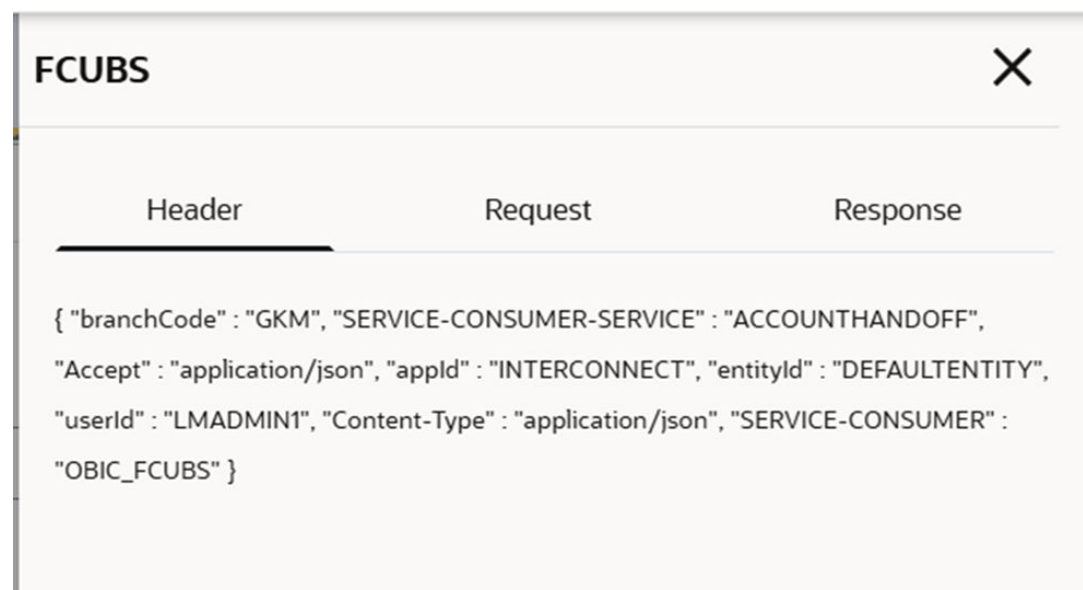 FCUBS
Header Request Response
{ "branchCode" : "GKM", "SERVICE-CONSUMER-SERVICE" : "ACCOUNTHANDOFF",
"Accept" : "application/json", "appId" : "INTERCONNECT", "entityId" : "DEFAULTENTITY",
"userId" : "LMADMIN1", "Content-Type" : "application/json", "SERVICE-CONSUMER" :
"OBIC_FCUBS" }